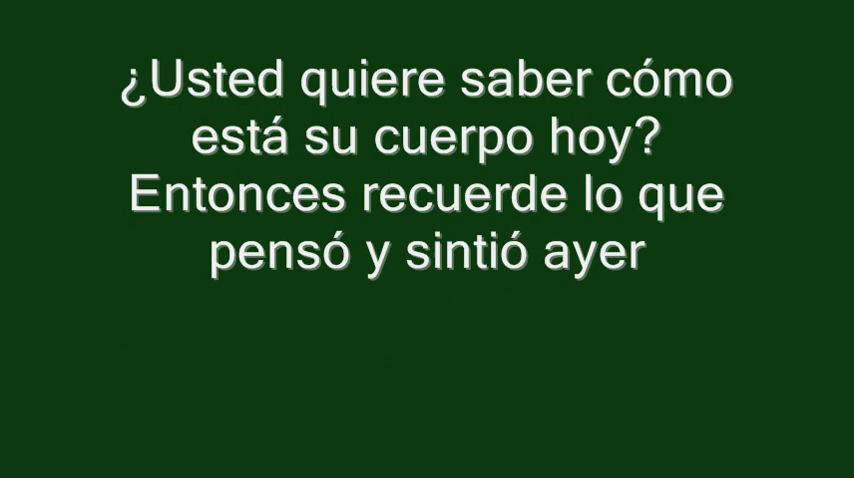 ¿Usted quiere saber cómo
está su cuerpo hoy?
Entonces recuerde lo que
pensó y sintió ayer